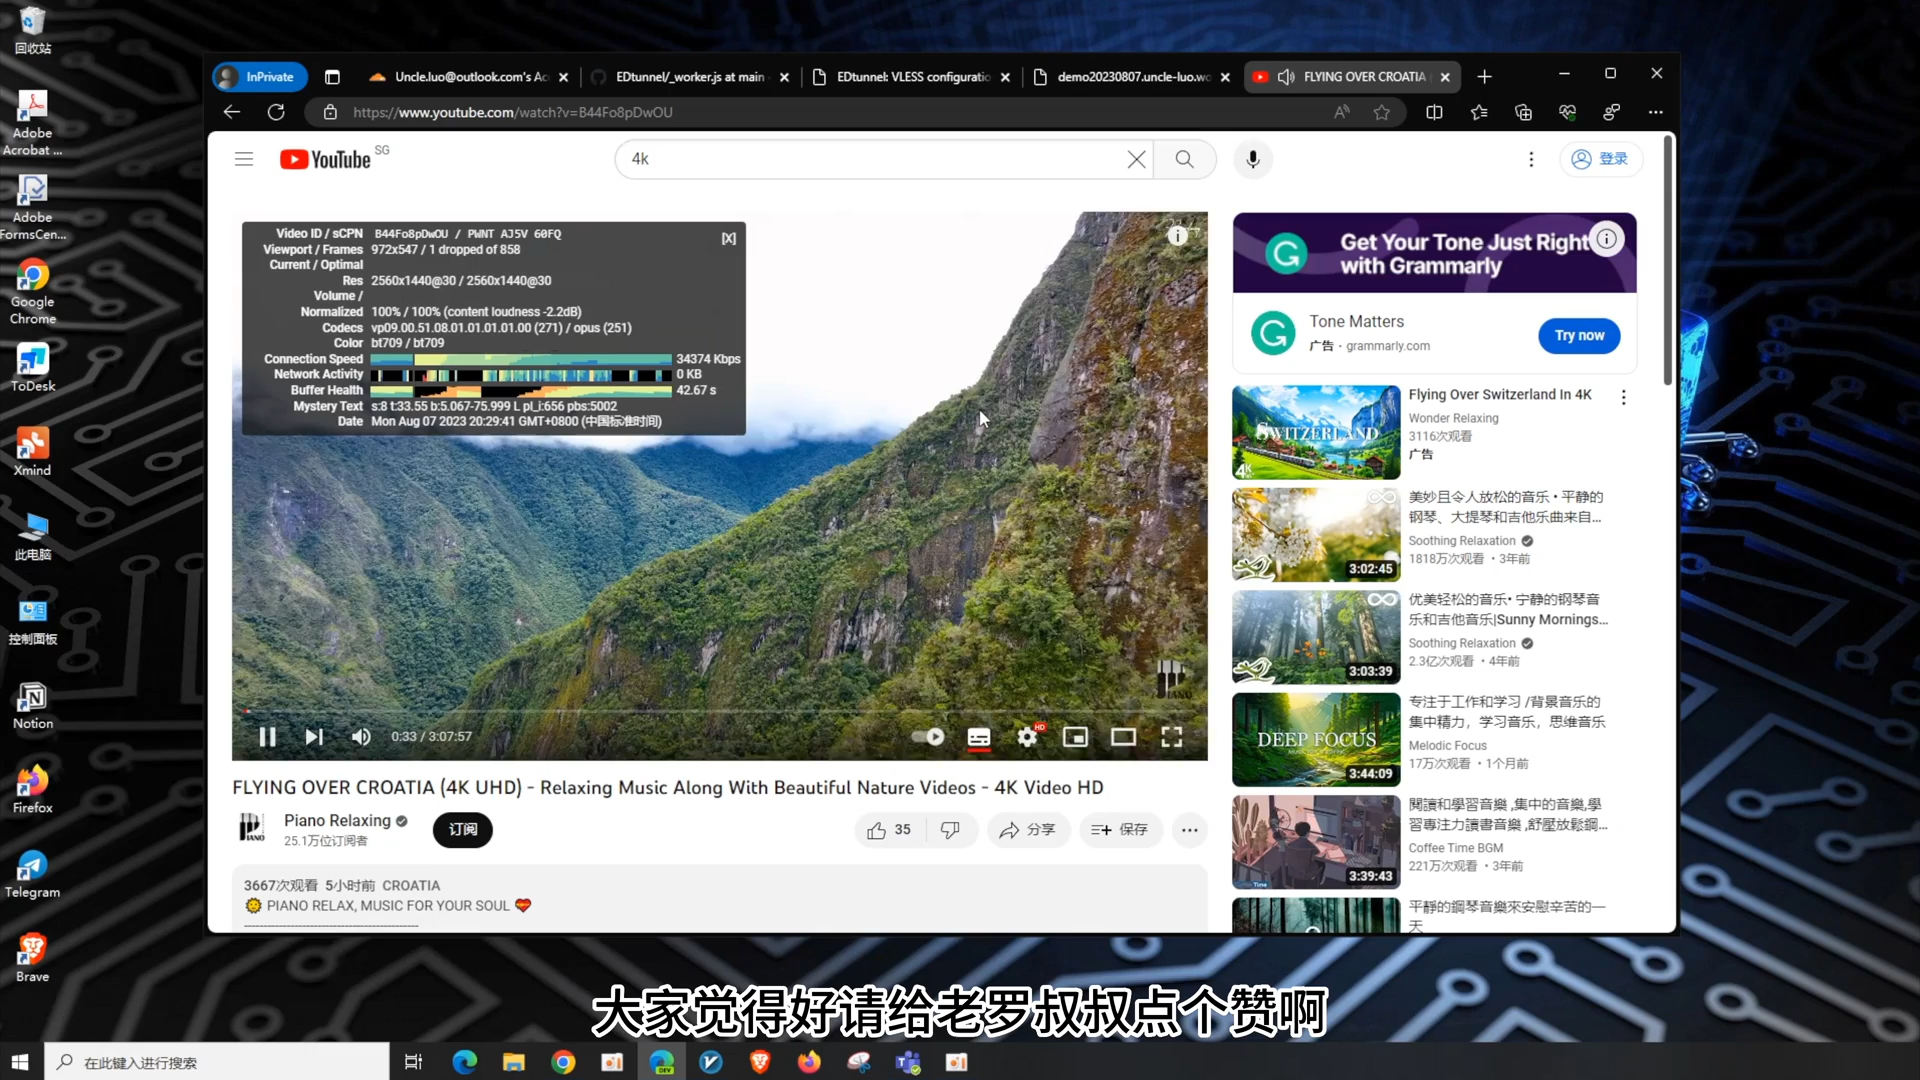 回收站
Adobe
Acrobat ...
Adobe
FormsCen...
Google
Chrome
ToDesk
Xmind
此电脑
控制面板
Notion
Firefox
Telegram
Brave
InPrivate
Uncle.luo@outlook.com's Ac
EDtunnel/_worker.js at main
EDtunnel: VLESS configuratio
demo20230807.uncle-luo.wo
FLYING OVER CROATIA
https://www.youtube.com/watch?v=B44Fo8pDwOU
YouTube SG
4k
登录
Video ID / sCPN B44Fo8pDwOU / PWNT AJ5V 60FQ
[X]
Viewport / Frames 972x547 / 1 dropped of 858
Current / Optimal
Res 2560x1440@30 / 2560x1440@30
Volume /
Normalized 100% / 100% (content loudness -2.2dB)
Codecs vp09.00.51.08.01.01.01.01.00 (271) / opus (251)
Color bt709 / bt709
Connection Speed 34374 Kbps
Network Activity 0 KB
Buffer Health 42.67 s
Mystery Text s:8 t:33.55 b:5.067-75.999 L pl_i:656 pbs:5002
Date Mon Aug 07 2023 20:29:41 GMT+0800 (中国标准时间)
PIANO
0:33 / 3:07:57
HD
FLYING OVER CROATIA (4K UHD) - Relaxing Music Along With Beautiful Nature Videos - 4K Video HD
PIANO
Piano Relaxing
25.1万位订阅者
订阅
35
分享
保存
3667次观看 5小时前 CROATIA
PIANO RELAX, MUSIC FOR YOUR SOUL
--------------------------------------------
Get Your Tone Just Right
with Grammarly
Tone Matters
广告 · grammarly.com
Try now
SWITZERLAND
4K
Flying Over Switzerland In 4K
Wonder Relaxing
3116次观看
广告
3:02:45
美妙且令人放松的音乐 • 平静的
钢琴、大提琴和吉他乐曲来自...
Soothing Relaxation
1818万次观看 · 3年前
3:03:39
优美轻松的音乐• 宁静的钢琴音
乐和吉他音乐|Sunny Mornings...
Soothing Relaxation
2.3亿次观看 · 4年前
DEEP FOCUS
3:44:09
专注于工作和学习 /背景音乐的
集中精力，学习音乐，思维音乐
Melodic Focus
17万次观看 · 1个月前
3:39:43
閱讀和學習音樂 ,集中的音樂,學
習專注力讀書音樂 ,舒壓放鬆鋼...
Coffee Time BGM
221万次观看 · 3年前
平靜的鋼琴音樂來安慰辛苦的一
天
大家觉得好请给老罗叔叔点个赞啊
在此键入进行搜索
DEV